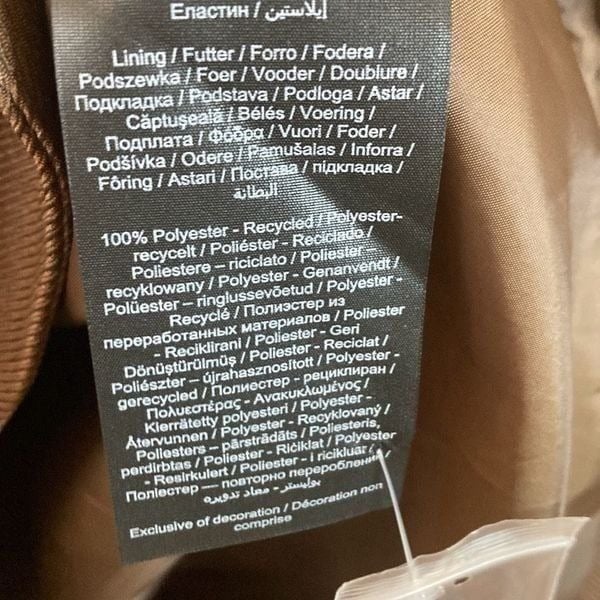 Еластин / إيلاستين
Lining / Futter / Forro / Fodera /
Podszewka / Foer / Vooder / Doublure /
Подкладка / Podstava / Podloga / Astar /
Căptușeală / Bélés / Voering /
Подплата / Φόδρα / Vuori / Foder /
Podšívka / Odere / Pamušalas / Inforra /
Fôring / Astari / Постава / підкладка /
البطانة
100% Polyester - Recycled / Polyester-
recycelt / Poliéster - Reciclado /
Poliestere – riciclato / Poliester -
recyklowany / Polyester - Genanvendt /
Polüester – ringlussevõetud / Polyester -
Recyclé / Полиэстер из
переработанных материалов / Poliester
- Reciklirani / Polyester - Geri
Dönüştürülmüş / Poliester - Reciclat /
Poliészter – újrahasznosított / Polyester -
gerecycled / Полиестер - рециклиран /
Πολυεστέρας - Ανακυκλωμένος /
Kierrätetty polyesteri / Polyester -
Återvunnen / Polyester - Recyklovaný /
Poliesters – pārstrādāts / Poliesteris,
perdirbtas / Poliester - Riċiklat / Polyester
- Resirkulert / Poliester - i ricikluar /
Поліестер — повторно перероблений /
بوليستر - معاد تدويره
Exclusive of decoration / Décoration non
comprise